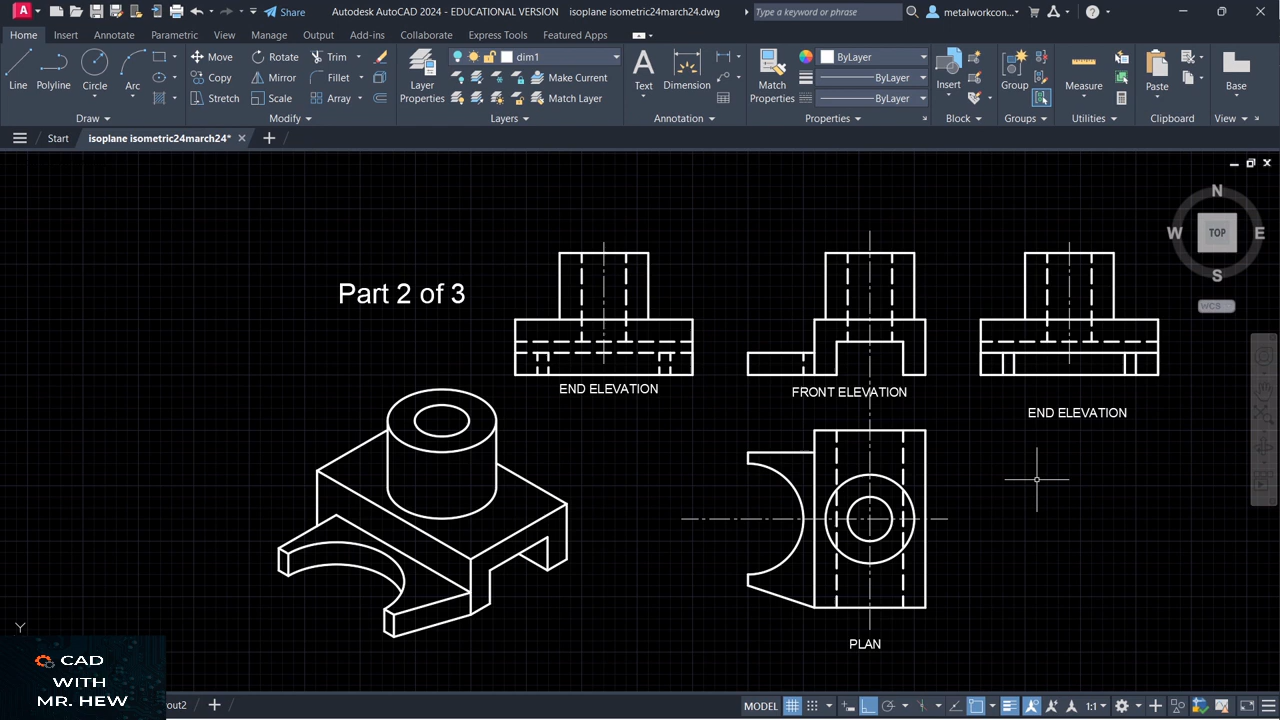 A Share Autodesk AutoCAD 2024 - EDUCATIONAL VERSION isoplane isometric24march24.dwg Type a keyword or phrase metalworkcon...
Home Insert Annotate Parametric View Manage Output Add-ins Collaborate Express Tools Featured Apps
Line Polyline Circle Arc
Move Rotate Trim
Copy Mirror Fillet
Stretch Scale Array
Layer Properties
dim1
Make Current
Match Layer
Text Dimension
Match Properties
ByLayer
ByLayer
ByLayer
Insert Group Measure Paste Base
Draw Modify Layers Annotation Properties Block Groups Utilities Clipboard View
Start isoplane isometric24march24* × +
N
W TOP E
S
WCS
Part 2 of 3
END ELEVATION
FRONT ELEVATION
END ELEVATION
PLAN
Y
CAD
WITH
MR. HEW
out2 +
MODEL 1:1